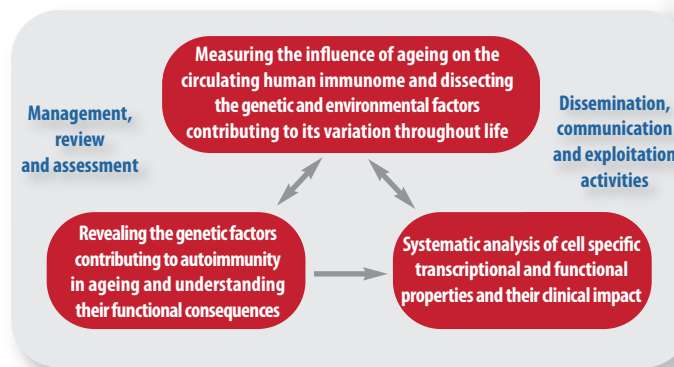 Measuring the influence of ageing on the
circulating human immunome and dissecting
the genetic and environmental factors
contributing to its variation throughout life
Management,
review
and assessment
Dissemination,
communication
and exploitation
activities
Revealing the genetic factors
contributing to autoimmunity
in ageing and understanding
their functional consequences
Systematic analysis of cell specific
transcriptional and functional
properties and their clinical impact